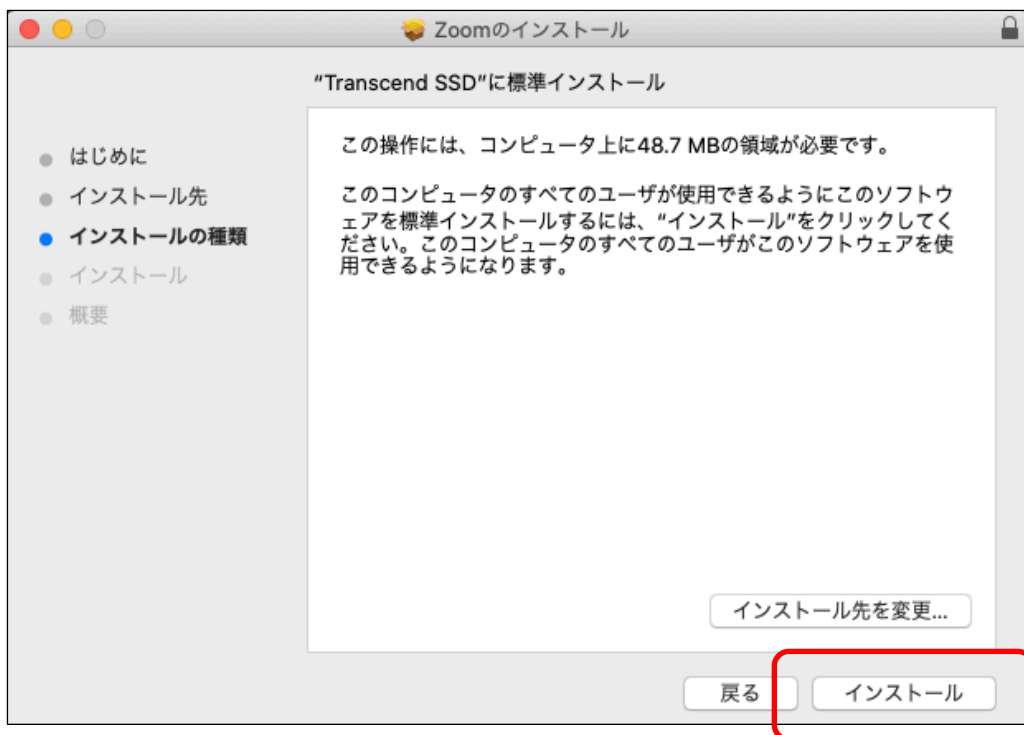 Zoomのインストール
“Transcend SSD”に標準インストール
はじめに
インストール先
インストールの種類
インストール
概要
この操作には、コンピュータ上に48.7 MBの領域が必要です。
このコンピュータのすべてのユーザが使用できるようにこのソフトウ
ェアを標準インストールするには、“インストール”をクリックしてく
ださい。このコンピュータのすべてのユーザがこのソフトウェアを使
用できるようになります。
インストール先を変更...
戻る
インストール